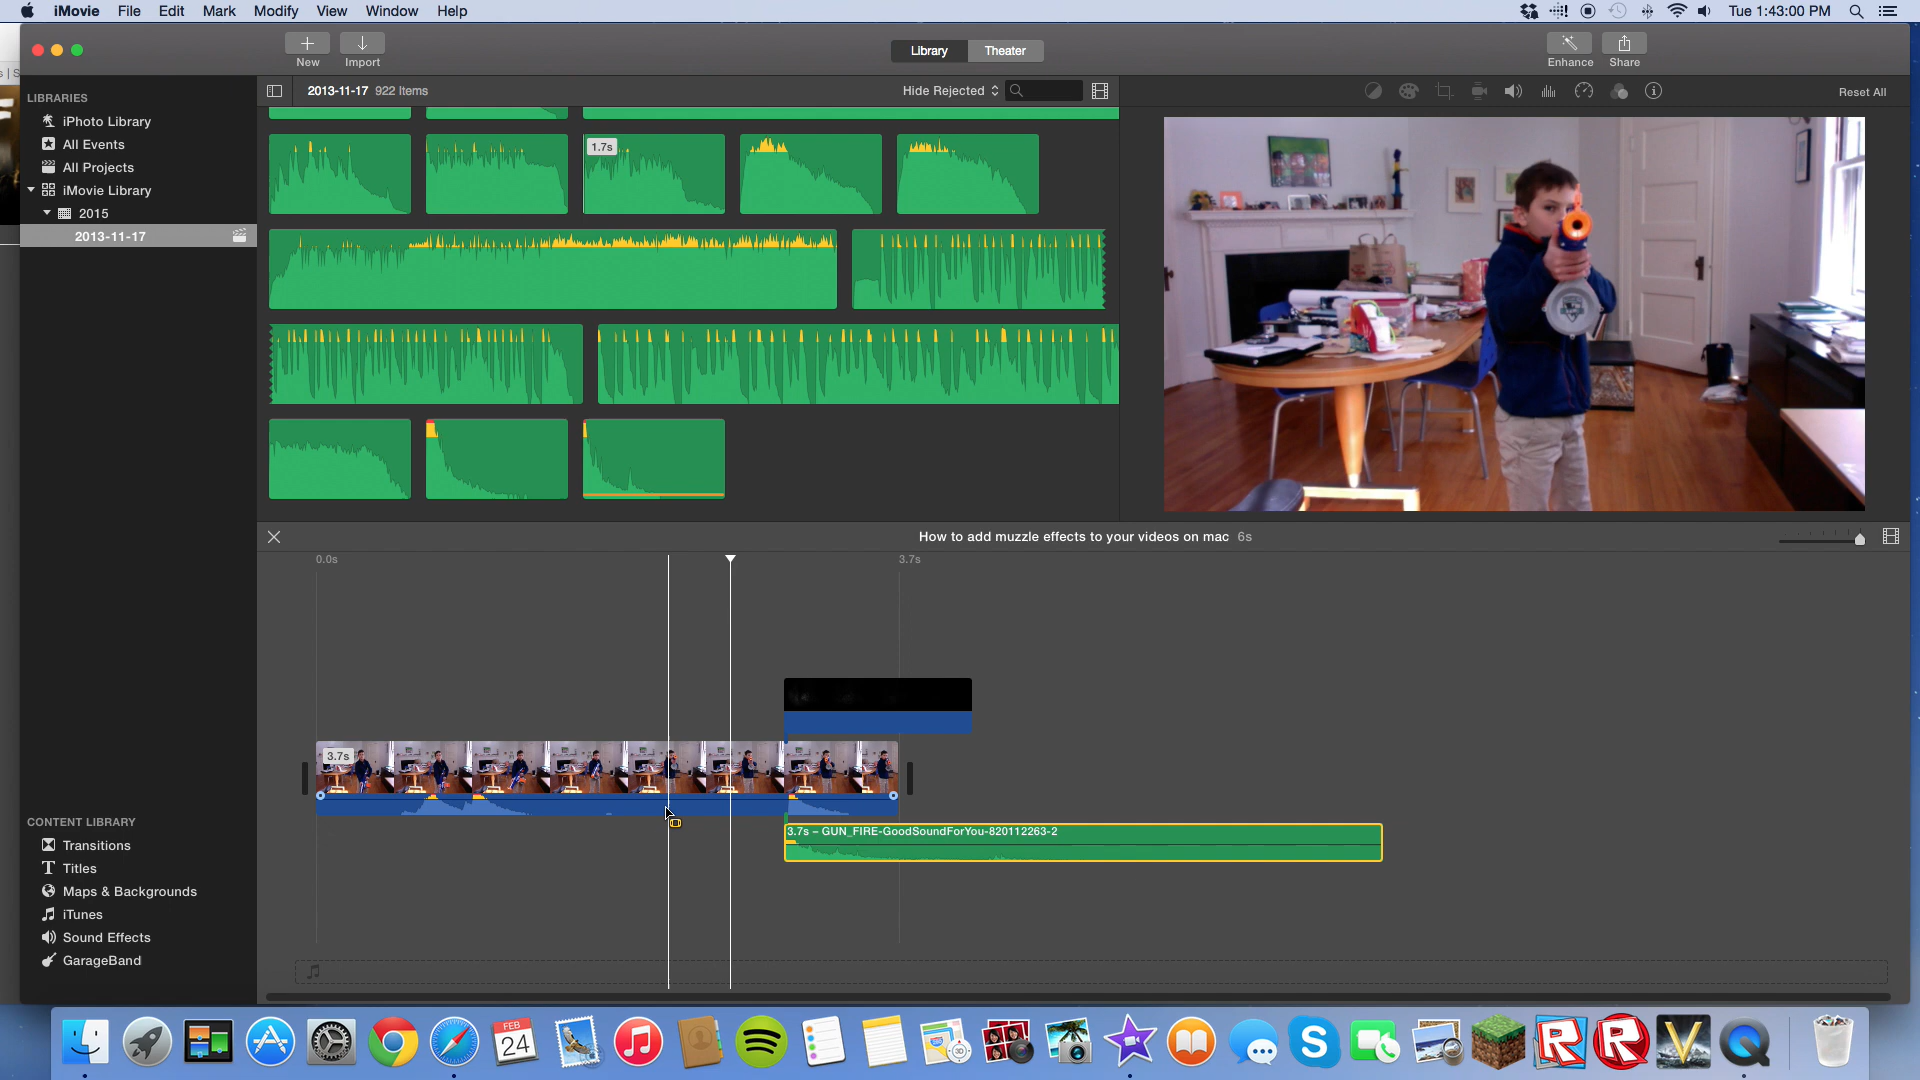 iMovie File Edit Mark Modify View Window Help
Tue 1:43:00 PM
New Import
Library Theater
Enhance Share
LIBRARIES
iPhoto Library
All Events
All Projects
iMovie Library
2015
2013-11-17
2013-11-17 922 Items
Hide Rejected
Reset All
1.7s
How to add muzzle effects to your videos on mac 6s
0.0s
3.7s
3.7s
3.7s – GUN_FIRE-GoodSoundForYou-820112263-2
CONTENT LIBRARY
Transitions
Titles
Maps & Backgrounds
iTunes
Sound Effects
GarageBand
FEB
24